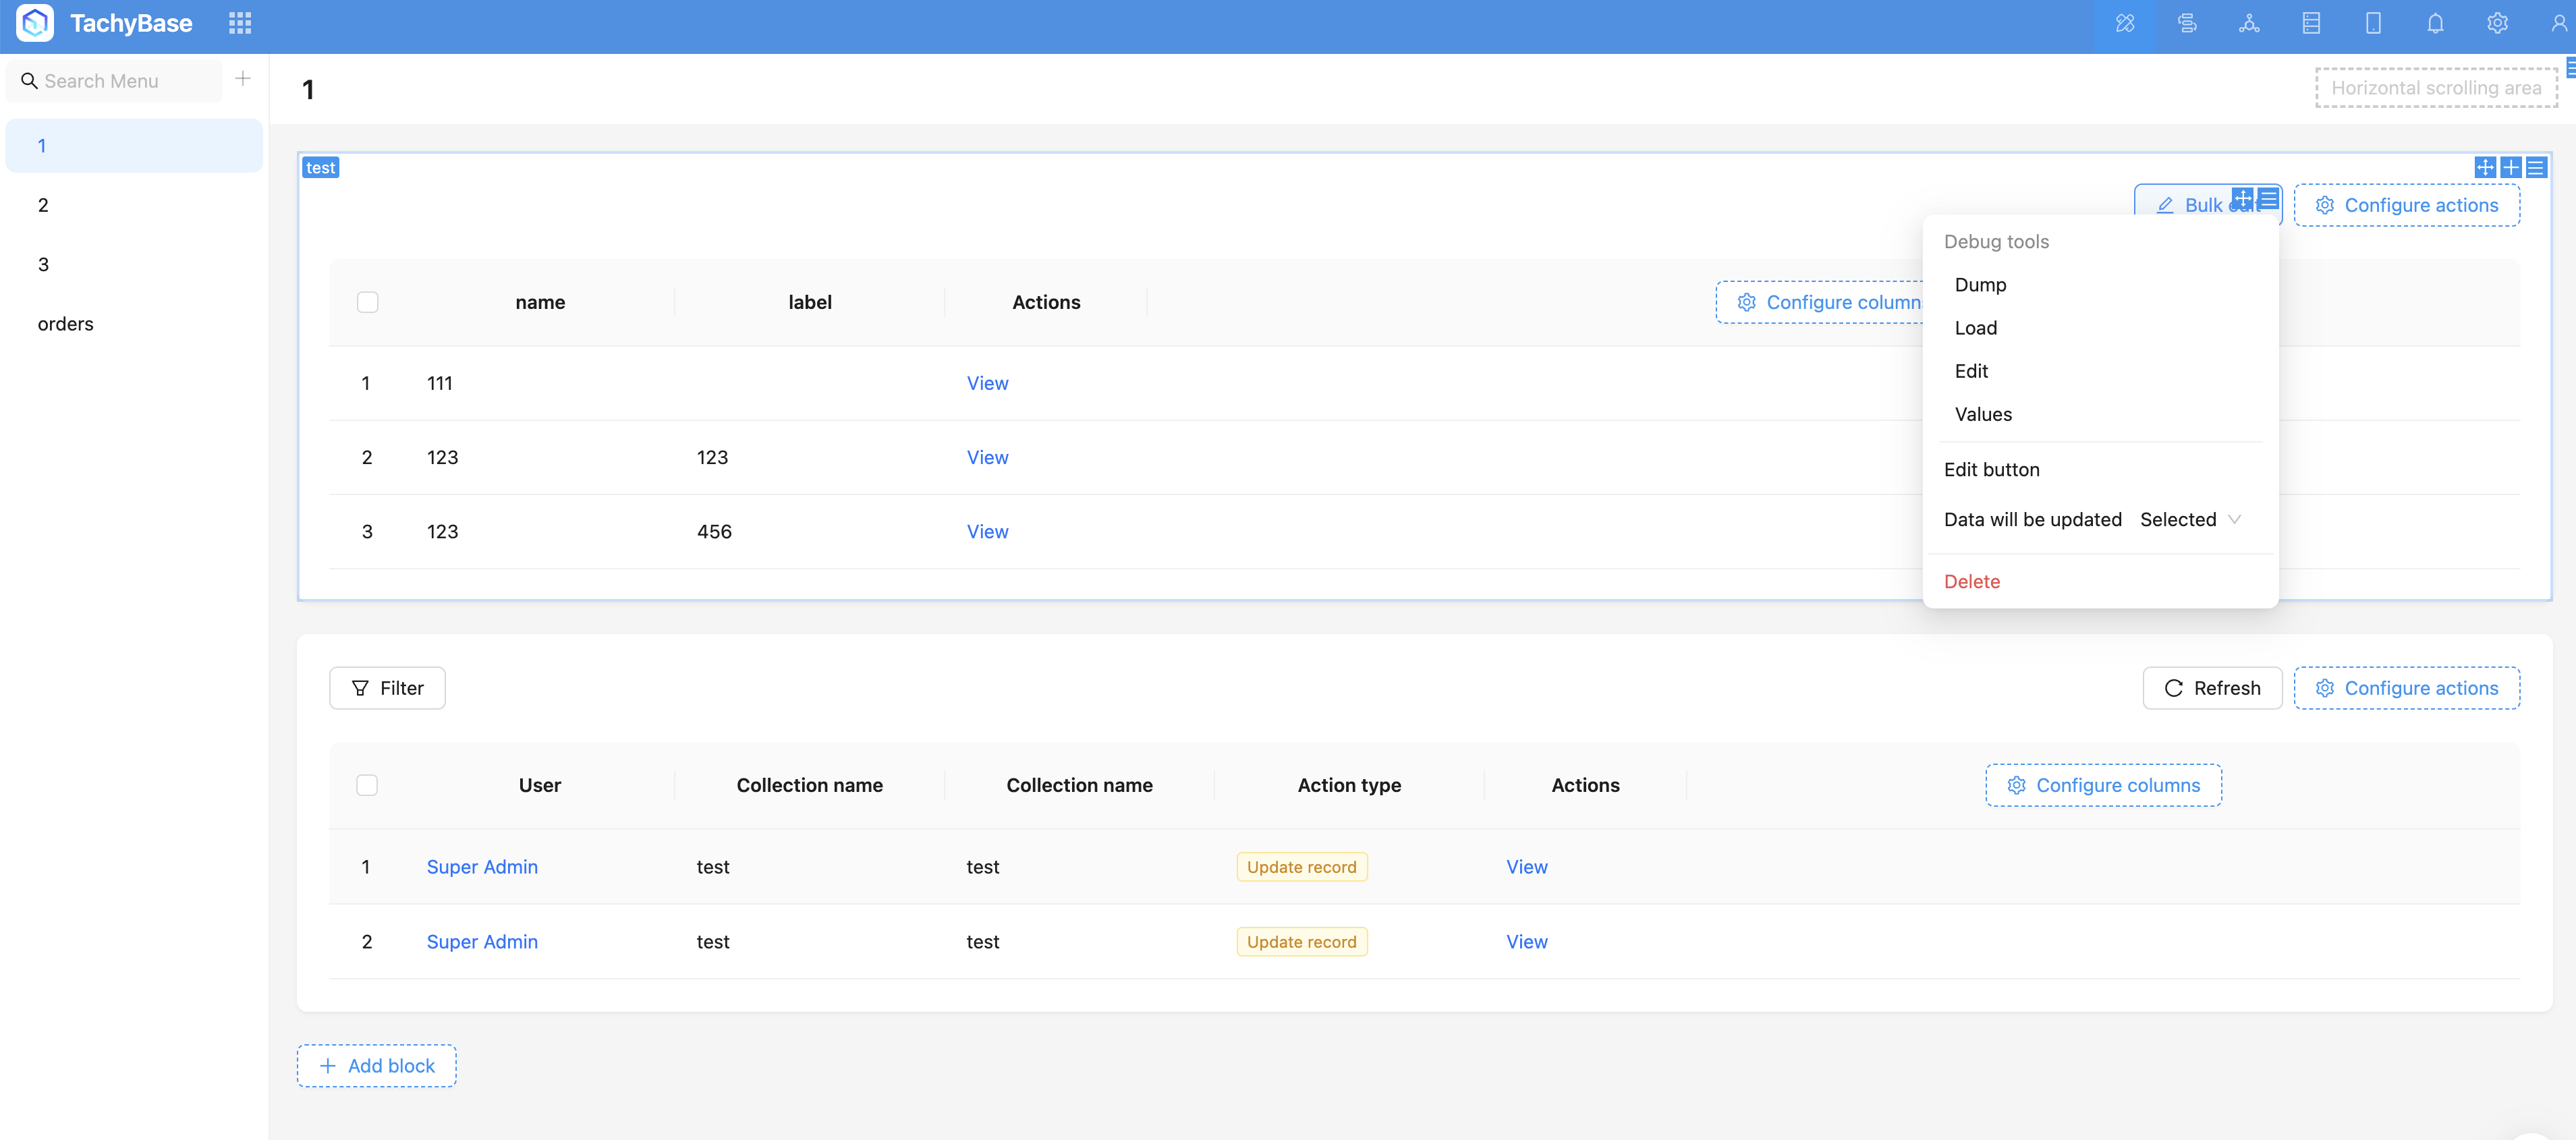 TachyBase
Search Menu
1
2
3
orders
1
Horizontal scrolling area
test
Bulk edit
Configure actions
name label Actions Configure columns
1 111 View
2 123 123 View
3 123 456 View
Debug tools
Dump
Load
Edit
Values
Edit button
Data will be updated Selected
Delete
Filter
Refresh
Configure actions
User Collection name Collection name Action type Actions Configure columns
1 Super Admin test test Update record View
2 Super Admin test test Update record View
Add block